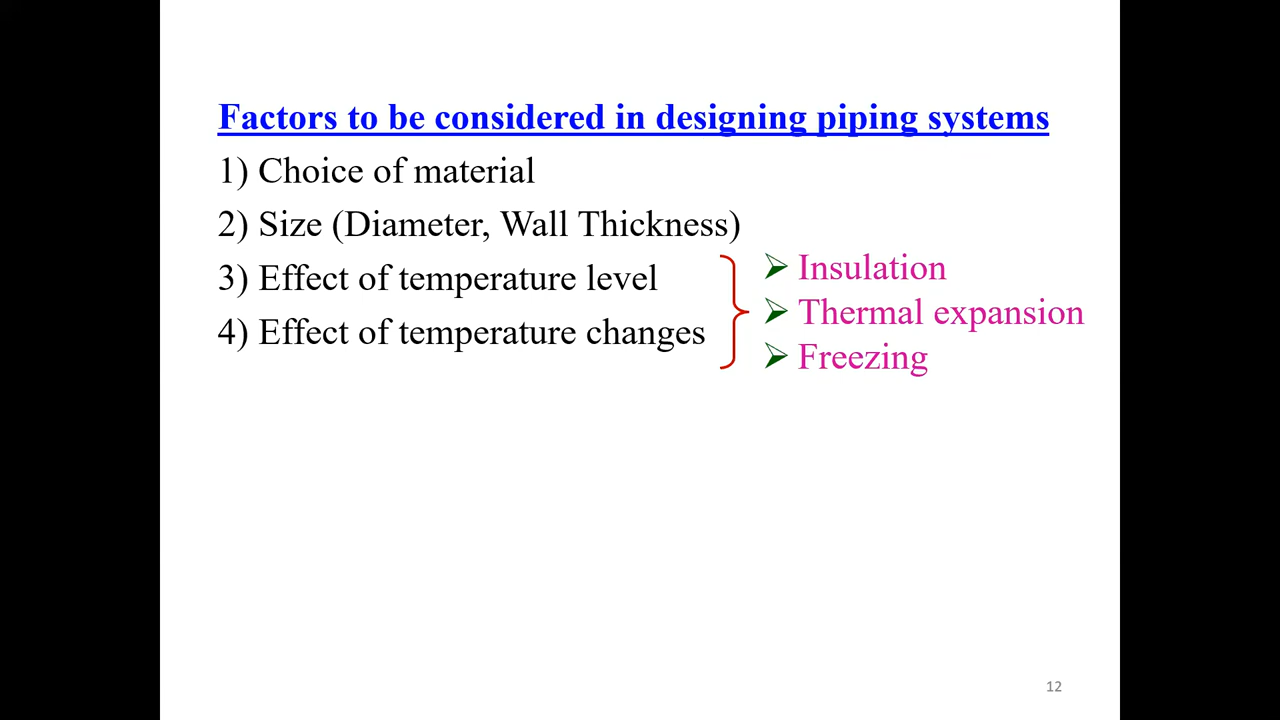 Factors to be considered in designing piping systems
1) Choice of material
2) Size (Diameter, Wall Thickness)
3) Effect of temperature level
4) Effect of temperature changes
➢ Insulation
➢ Thermal expansion
➢ Freezing
12